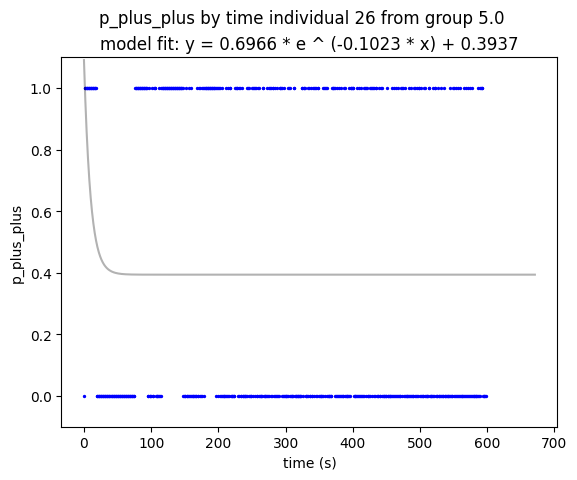 p_plus_plus by time individual 26 from group 5.0
model fit: y = 0.6966 * e ^ (-0.1023 * x) + 0.3937
1.0
0.8
0.6
0.4
0.2
0.0
p_plus_plus
0 100 200 300 400 500 600 700
time (s)